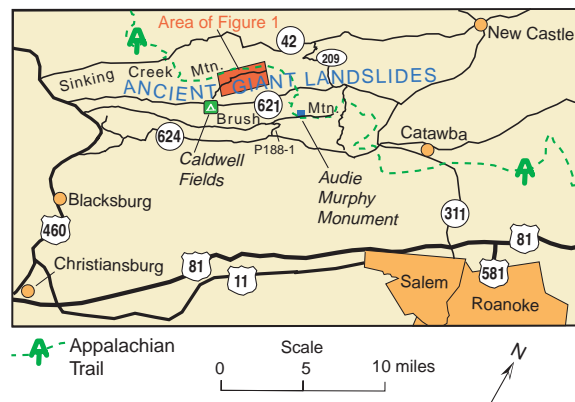 Area of Figure 1
42
New Castle
209
Sinking Creek Mtn.
ANCIENT GIANT LANDSLIDES
621
Brush Mtn
624
Catawba
P188-1
Caldwell
Fields
Audie
Murphy
Monument
Blacksburg
460
311
81
81
11
581
Christiansburg
Salem
Roanoke
A
A
A
Appalachian
Trail
Scale
0 5 10 miles
N